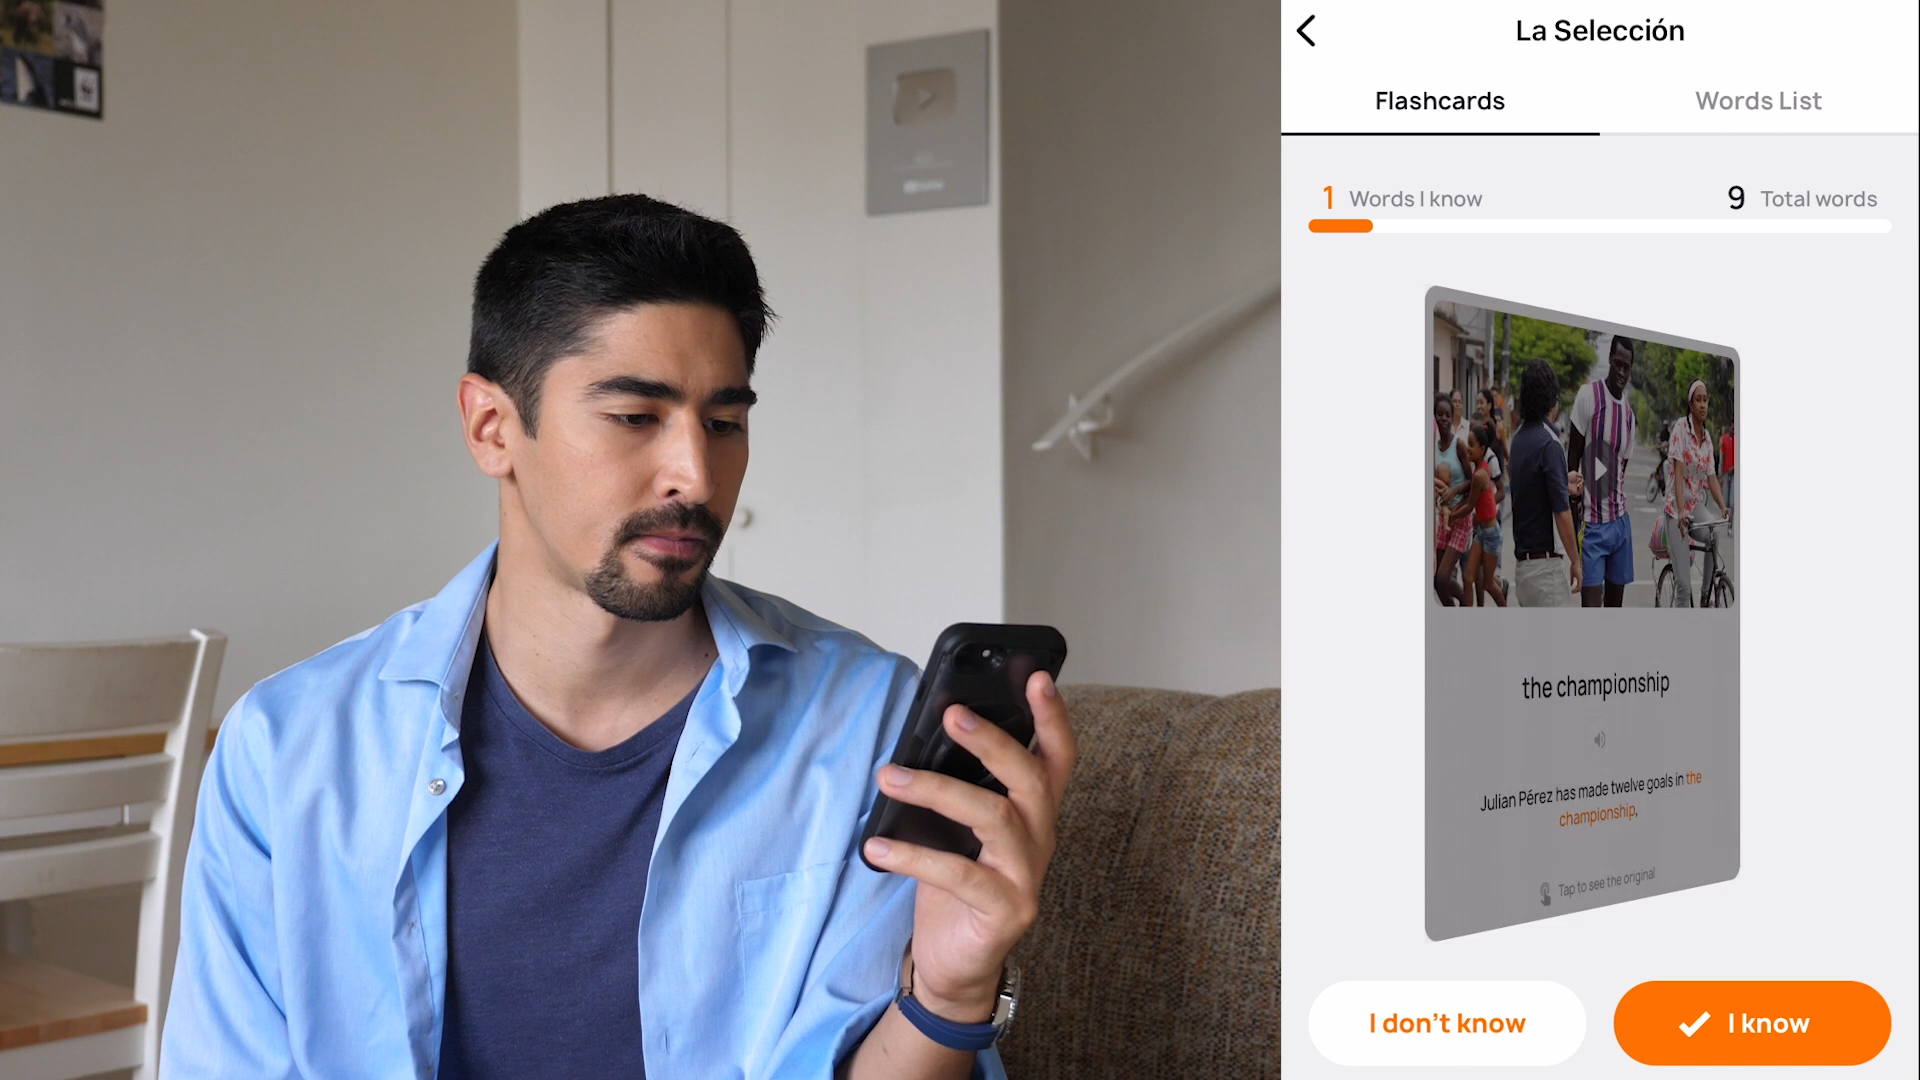 La Selección
Flashcards
Words List
1 Words I know
9 Total words
the championship
Julian Pérez has made twelve goals in the
championship,
Tap to see the original
I don't know
I know